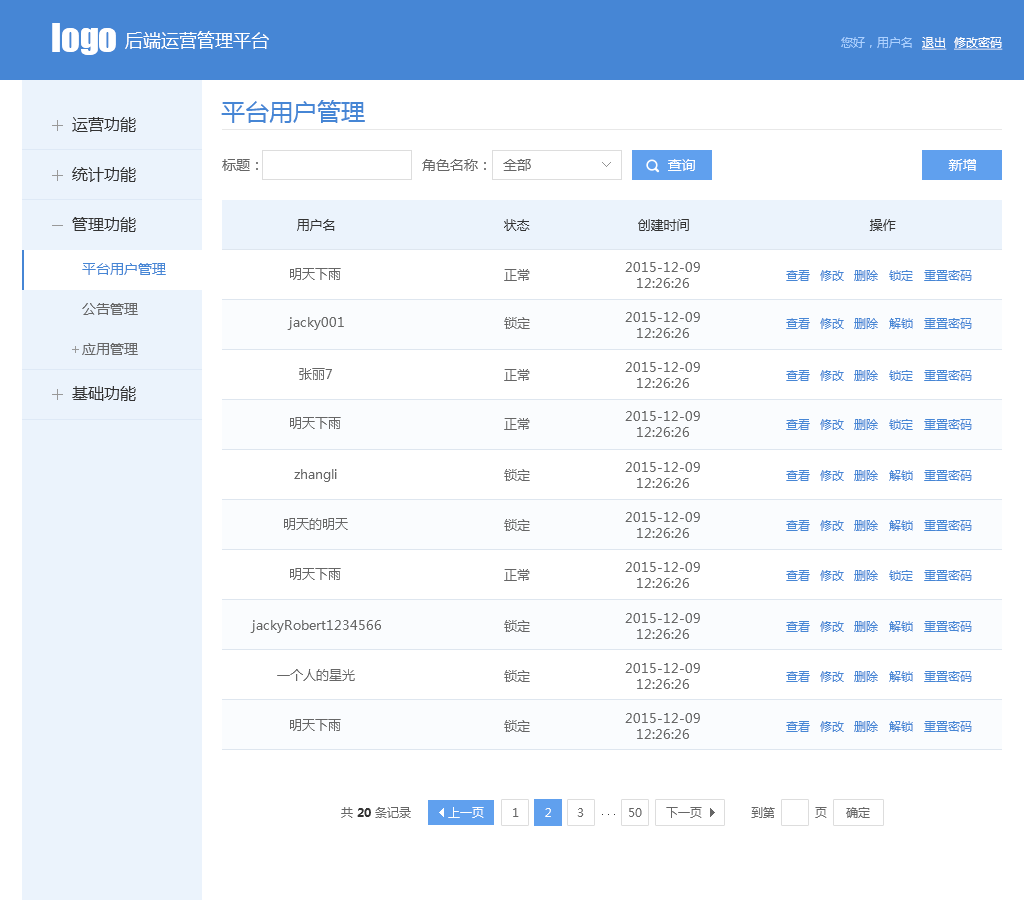 logo 后端运营管理平台
您好，用户名 退出 修改密码
+ 运营功能
+ 统计功能
— 管理功能
平台用户管理
公告管理
+应用管理
+ 基础功能
平台用户管理
标题： 角色名称： 全部 查询 新增
用户名 状态 创建时间 操作
明天下雨 正常 2015-12-09 12:26:26 查看 修改 删除 锁定 重置密码
jacky001 锁定 2015-12-09 12:26:26 查看 修改 删除 解锁 重置密码
张丽7 正常 2015-12-09 12:26:26 查看 修改 删除 锁定 重置密码
明天下雨 正常 2015-12-09 12:26:26 查看 修改 删除 锁定 重置密码
zhangli 锁定 2015-12-09 12:26:26 查看 修改 删除 解锁 重置密码
明天的明天 锁定 2015-12-09 12:26:26 查看 修改 删除 解锁 重置密码
明天下雨 正常 2015-12-09 12:26:26 查看 修改 删除 锁定 重置密码
jackyRobert1234566 锁定 2015-12-09 12:26:26 查看 修改 删除 解锁 重置密码
一个人的星光 锁定 2015-12-09 12:26:26 查看 修改 删除 解锁 重置密码
明天下雨 锁定 2015-12-09 12:26:26 查看 修改 删除 解锁 重置密码
共 20 条记录 上一页 1 2 3 ... 50 下一页 到第 页 确定